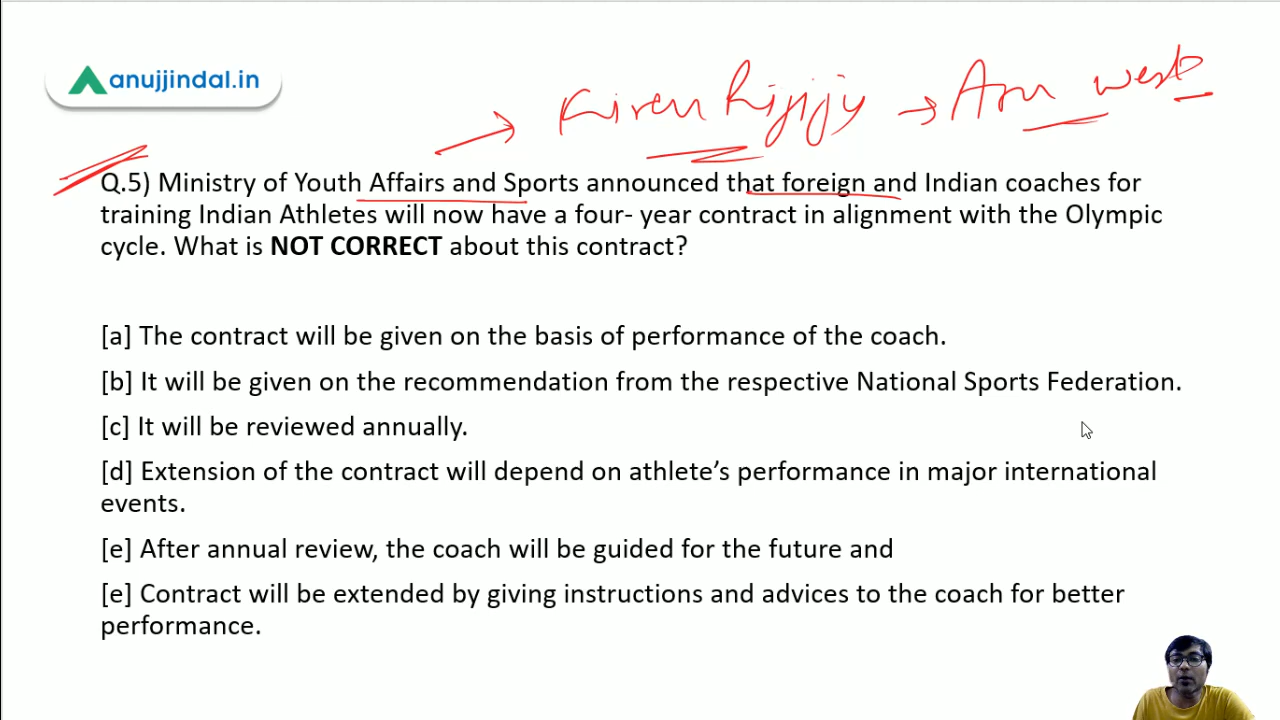 anujjindal.in
Kiren Rijijy → Aru west
Q.5) Ministry of Youth Affairs and Sports announced that foreign and Indian coaches for
training Indian Athletes will now have a four- year contract in alignment with the Olympic
cycle. What is NOT CORRECT about this contract?
[a] The contract will be given on the basis of performance of the coach.
[b] It will be given on the recommendation from the respective National Sports Federation.
[c] It will be reviewed annually.
[d] Extension of the contract will depend on athlete’s performance in major international
events.
[e] After annual review, the coach will be guided for the future and
[e] Contract will be extended by giving instructions and advices to the coach for better
performance.